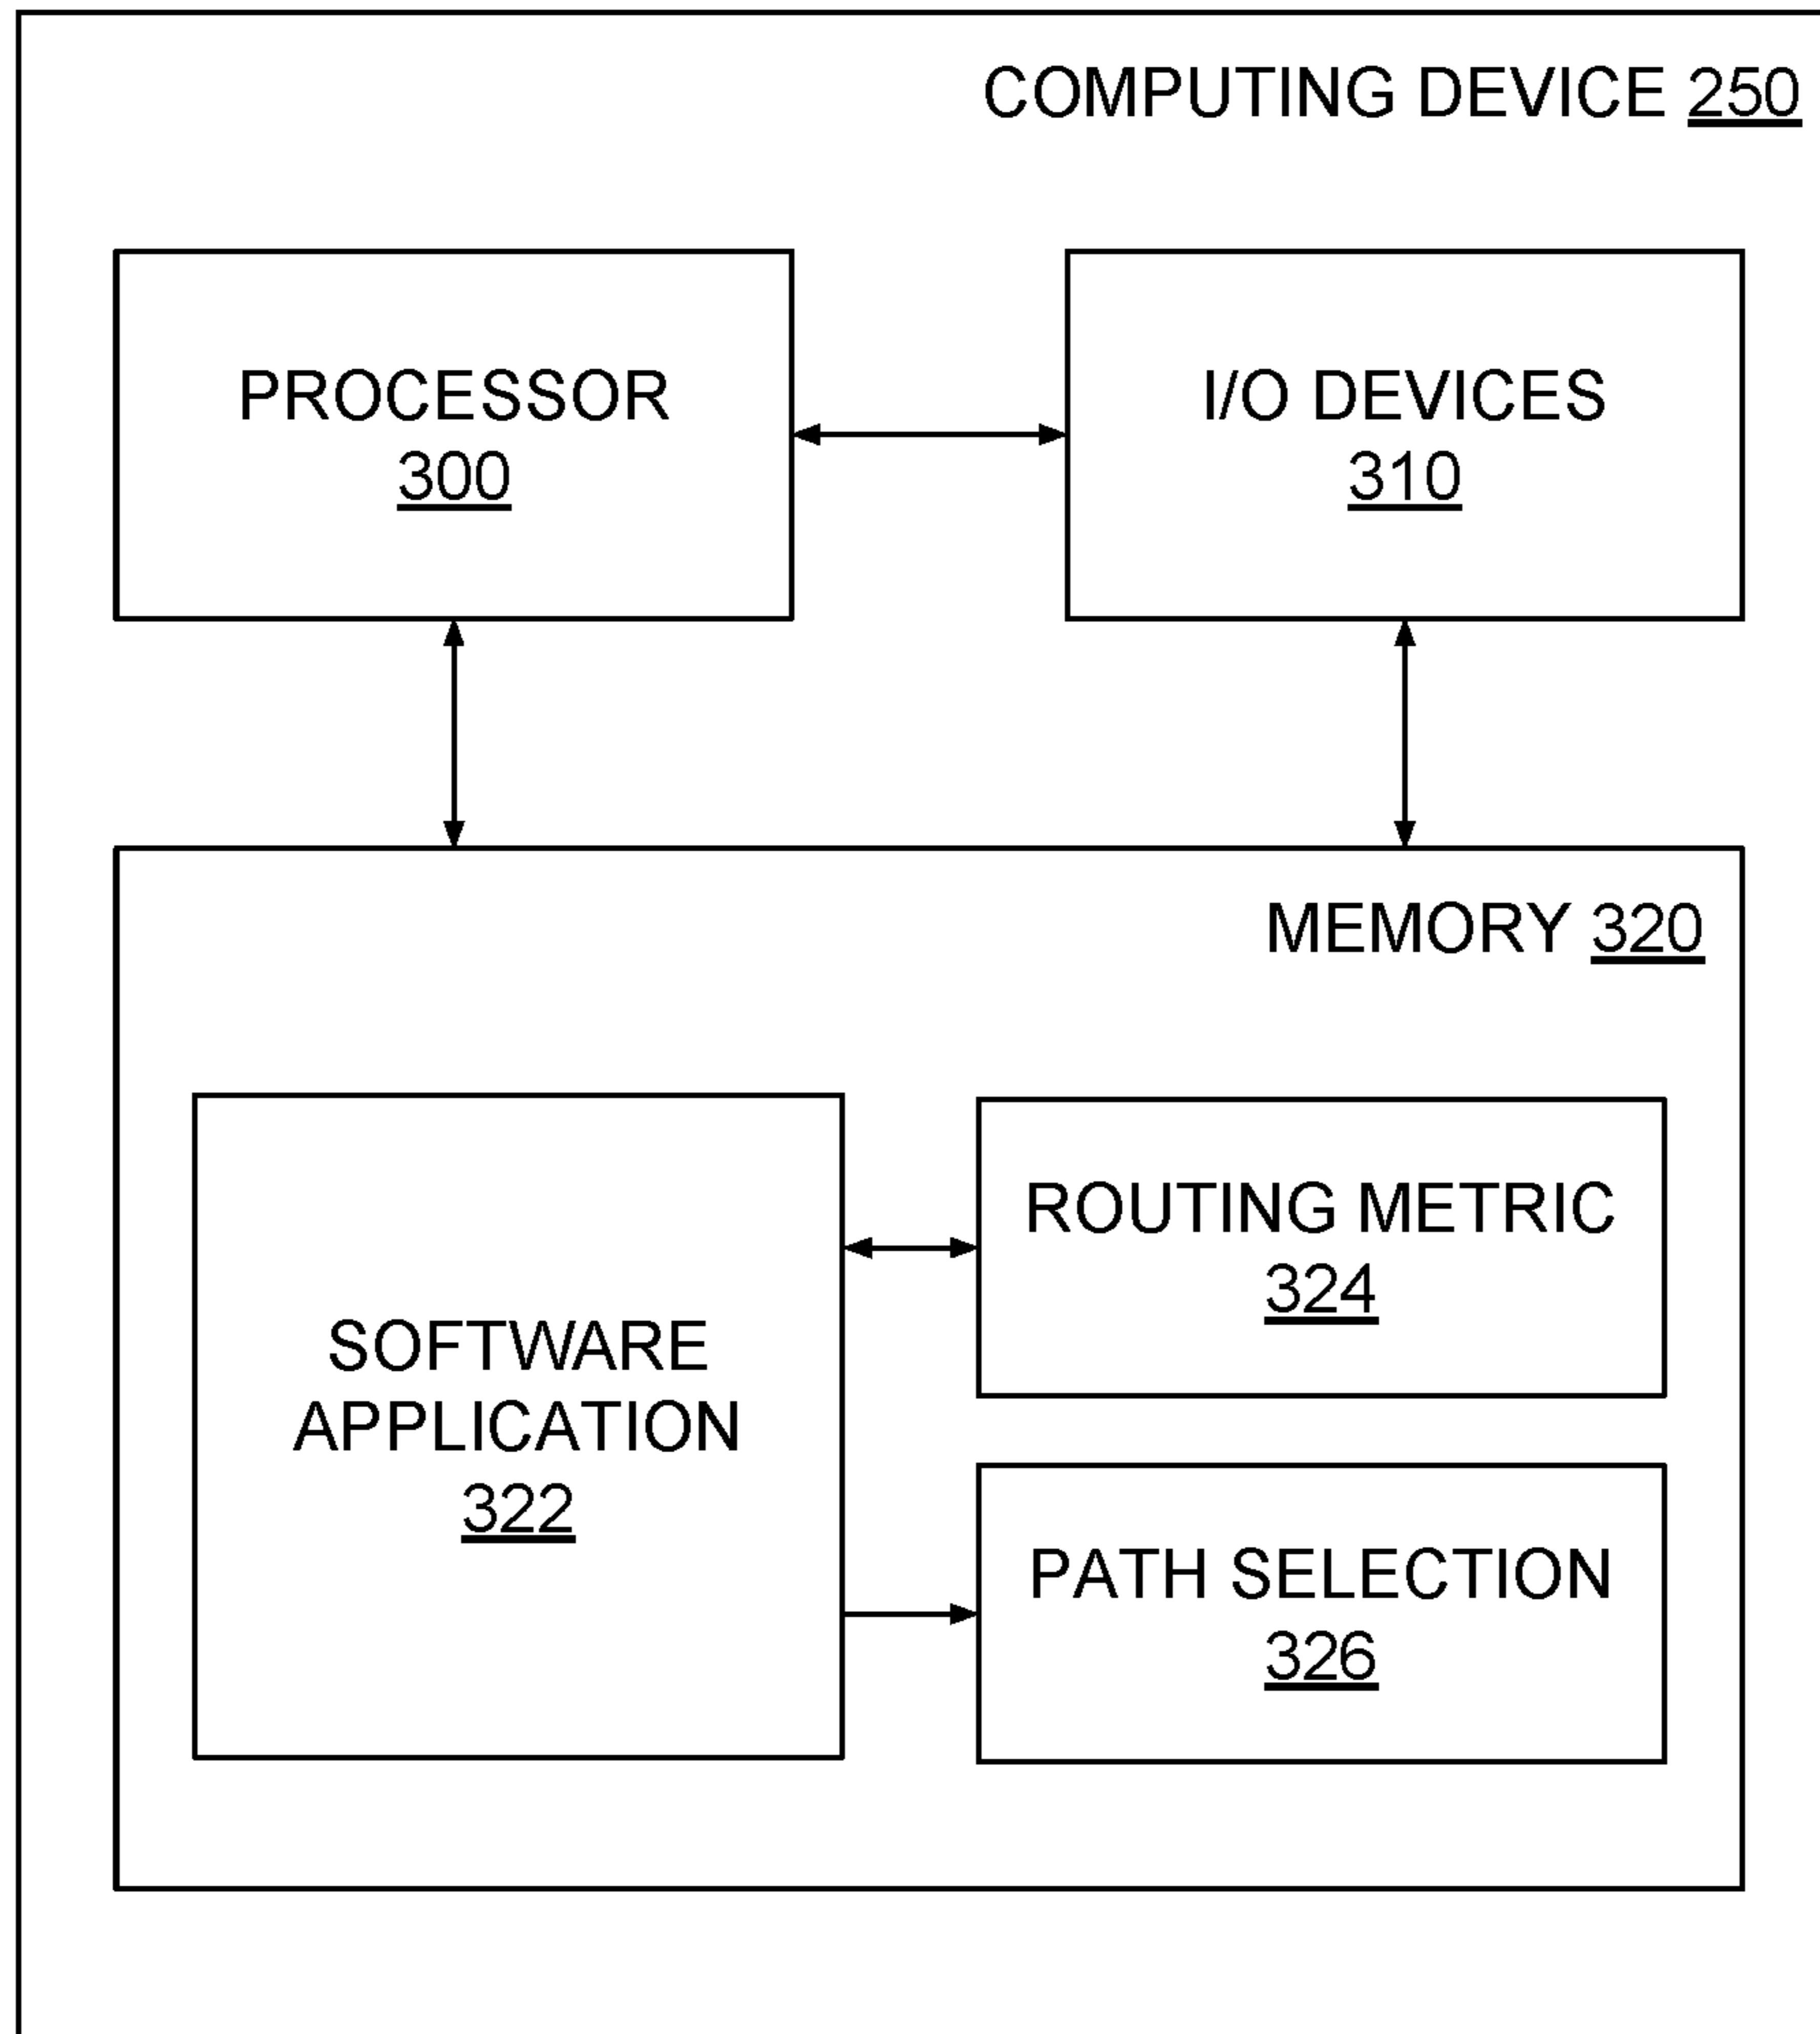 COMPUTING DEVICE 250
PROCESSOR
300
I/O DEVICES
310
MEMORY 320
SOFTWARE
APPLICATION
322
ROUTING METRIC
324
PATH SELECTION
326